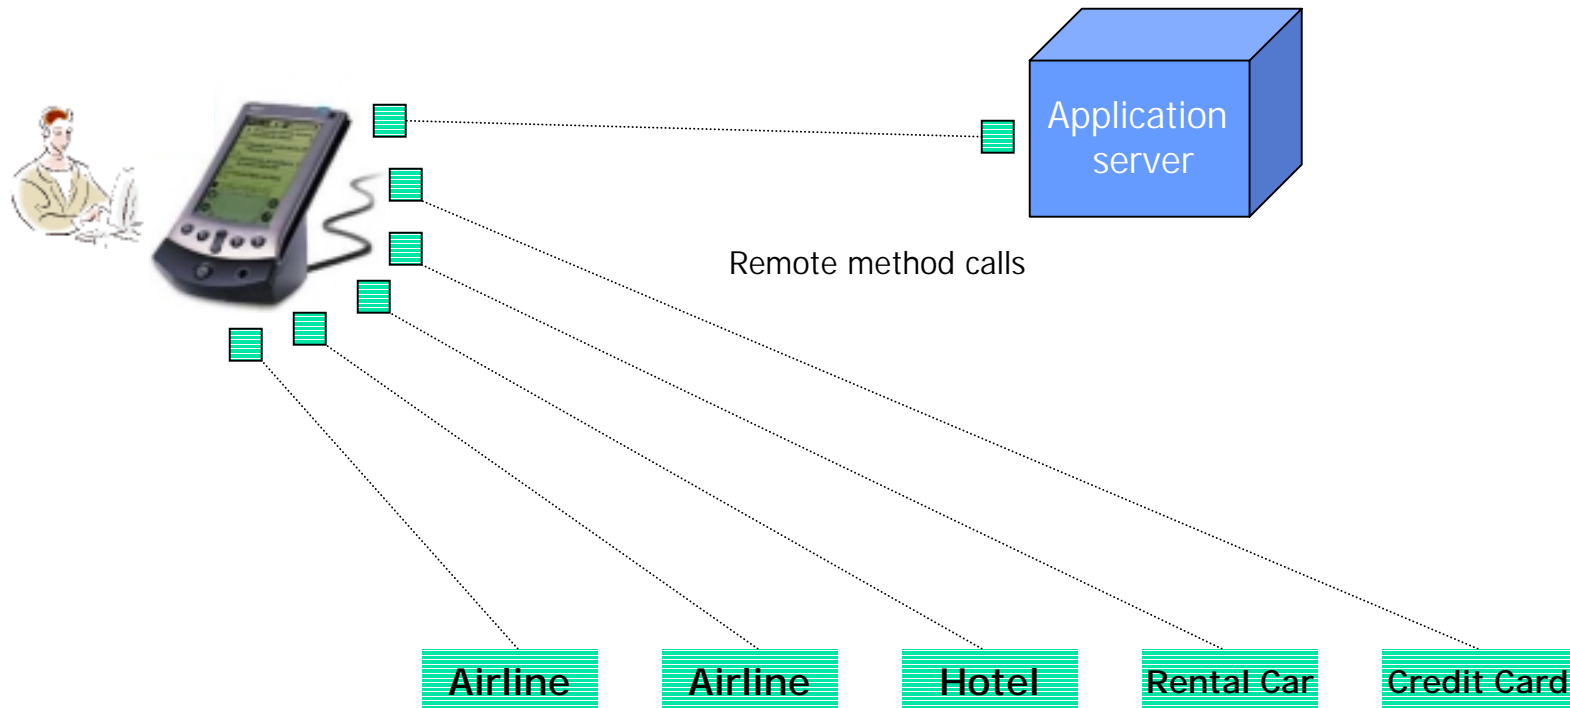 Application
server
Remote method calls
Airline
Airline
Hotel
Rental Car
Credit Card